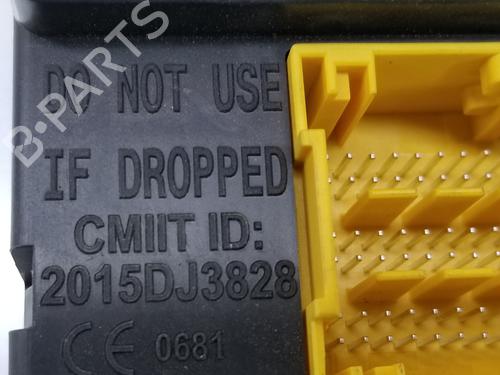 DO NOT USE
IF DROPPED
CMIIT ID:
2015DJ3828
CE 0681
B-PARTS